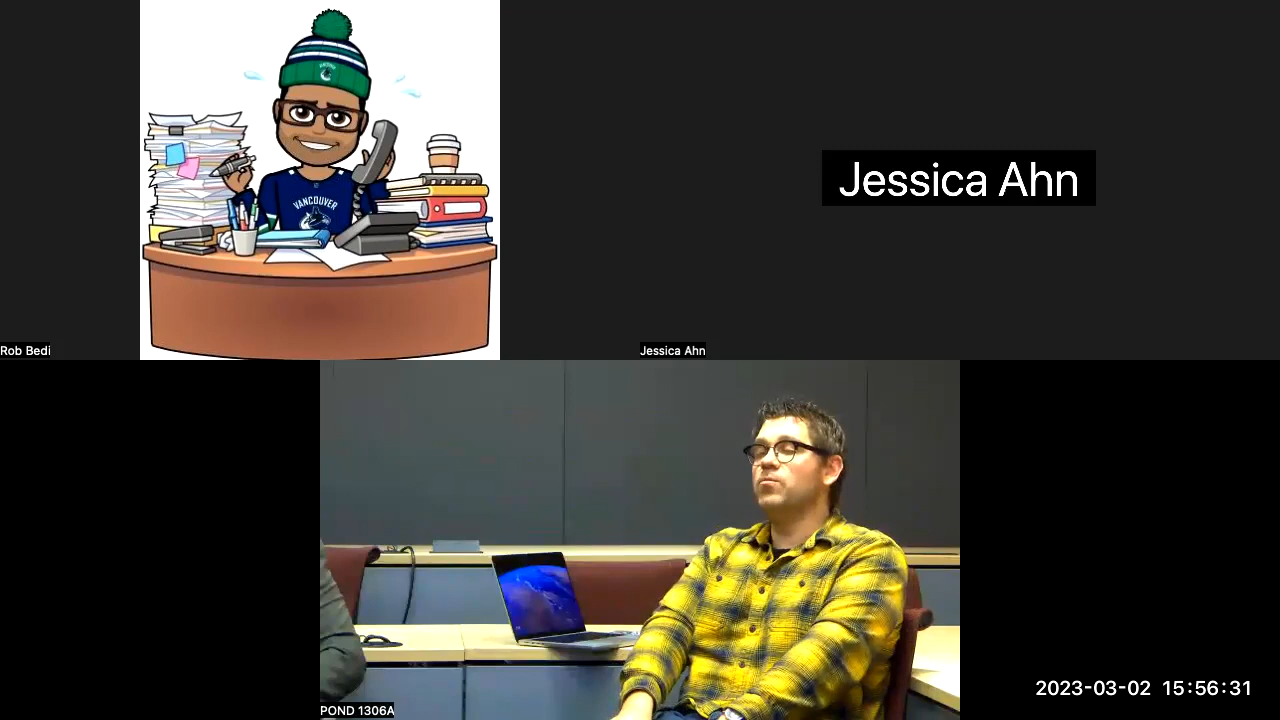 VANCOUVER
Jessica Ahn
Rob Bedi
Jessica Ahn
POND 1306A
2023-03-02 15:56:31